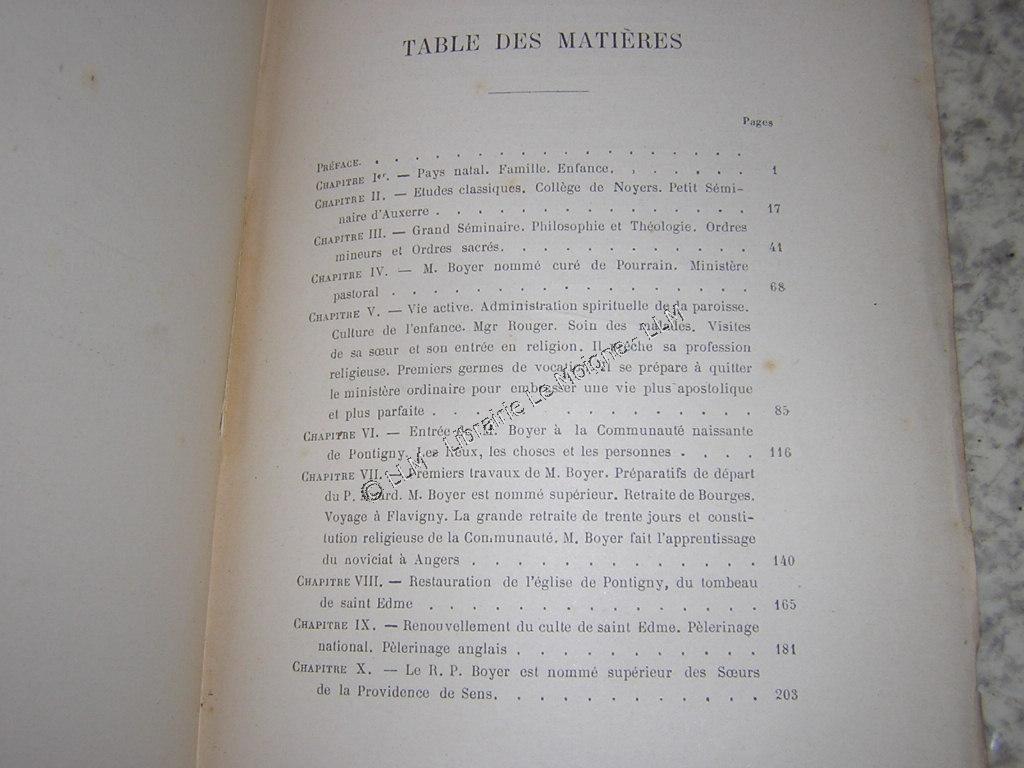 TABLE DES MATIÈRES
Pages
PRÉFACE. . . . . . . . . . . . . . . . . . .
CHAPITRE Ier. — Pays natal. Famille. Enfance. . . . . . . 1
CHAPITRE II. — Etudes classiques. Collège de Noyers. Petit Sémi-
naire d'Auxerre . . . . . . . . . . . . . . . 17
CHAPITRE III. — Grand Séminaire. Philosophie et Théologie. Ordres
mineurs et Ordres sacrés. . . . . . . . . . . . 41
CHAPITRE IV. — M. Boyer nommé curé de Pourrain. Ministère
pastoral . . . . . . . . . . . . . . . . . 68
CHAPITRE V. — Vie active. Administration spirituelle de la paroisse.
Culture de l'enfance. Mgr Rouger. Soin des malades. Visites
de sa sœur et son entrée en religion. Il prêche sa profession
religieuse. Premiers germes de vocation. Il se prépare à quitter
le ministère ordinaire pour embrasser une vie plus apostolique
et plus parfaite . . . . . . . . . . . . . . . 85
CHAPITRE VI. — Entrée de M. Boyer à la Communauté naissante
de Pontigny. Les lieux, les choses et les personnes . . . . 116
CHAPITRE VII. — Premiers travaux de M. Boyer. Préparatifs de départ
du P. M. Boyer est nommé supérieur. Retraite de Bourges.
Voyage à Flavigny. La grande retraite de trente jours et consti-
tution religieuse de la Communauté. M. Boyer fait l'apprentissage
du noviciat à Angers . . . . . . . . . . . . . 140
CHAPITRE VIII. — Restauration de l'église de Pontigny, du tombeau
de saint Edme . . . . . . . . . . . . . . . 165
CHAPITRE IX. — Renouvellement du culte de saint Edme. Pèlerinage
national. Pèlerinage anglais . . . . . . . . . . . 181
CHAPITRE X. — Le R. P. Boyer est nommé supérieur des Sœurs
de la Providence de Sens. . . . . . . . . . . . 203
© LLM - Librairie Le Moigne - LLM